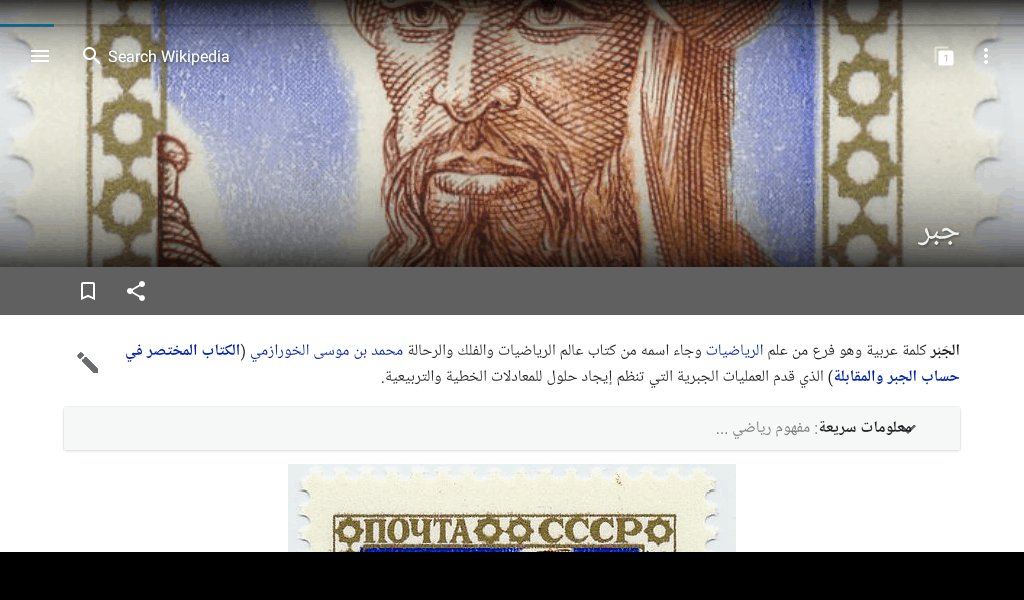 Search Wikipedia
1
جبر
الجَبْر كلمة عربية وهو فرع من علم الرياضيات وجاء اسمه من كتاب عالم الرياضيات والفلك والرحالة محمد بن موسى الخورازمي (الكتاب المختصر في
حساب الجبر والمقابلة) الذي قدم العمليات الجبرية التي تنظم إيجاد حلول للمعادلات الخطية والتربيعية.
معلومات سريعة: مفهوم رياضي ...
ПОЧТА СССР